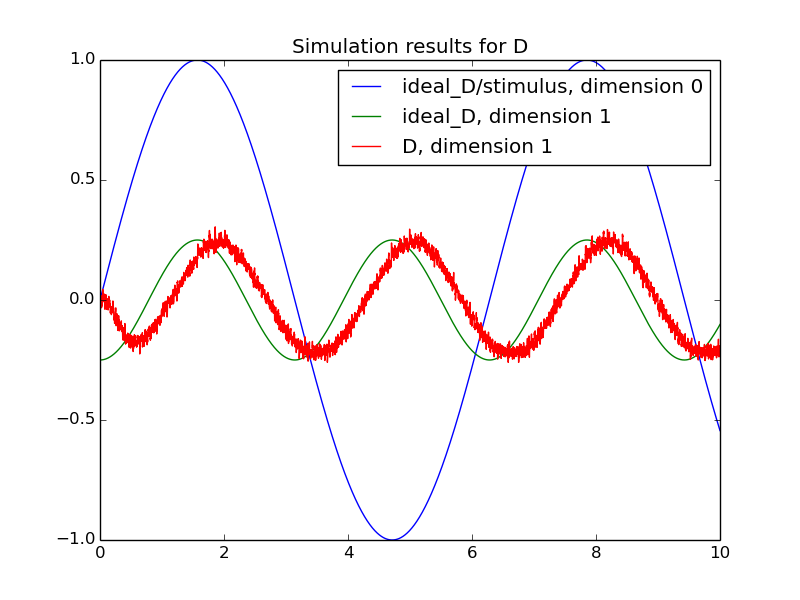 Simulation results for D
1.0
0.5
0.0
−0.5
−1.0
ideal_D/stimulus, dimension 0
ideal_D, dimension 1
D, dimension 1
0 2 4 6 8 10